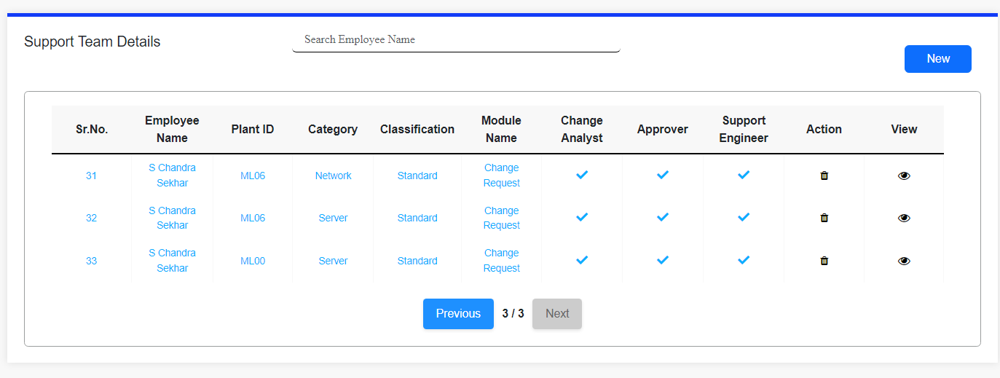 Support Team Details
Search Employee Name
New
Sr.No. Employee Name Plant ID Category Classification Module Name Change Analyst Approver Support Engineer Action View
31 S Chandra Sekhar ML06 Network Standard Change Request
32 S Chandra Sekhar ML06 Server Standard Change Request
33 S Chandra Sekhar ML00 Server Standard Change Request
Previous 3 / 3 Next